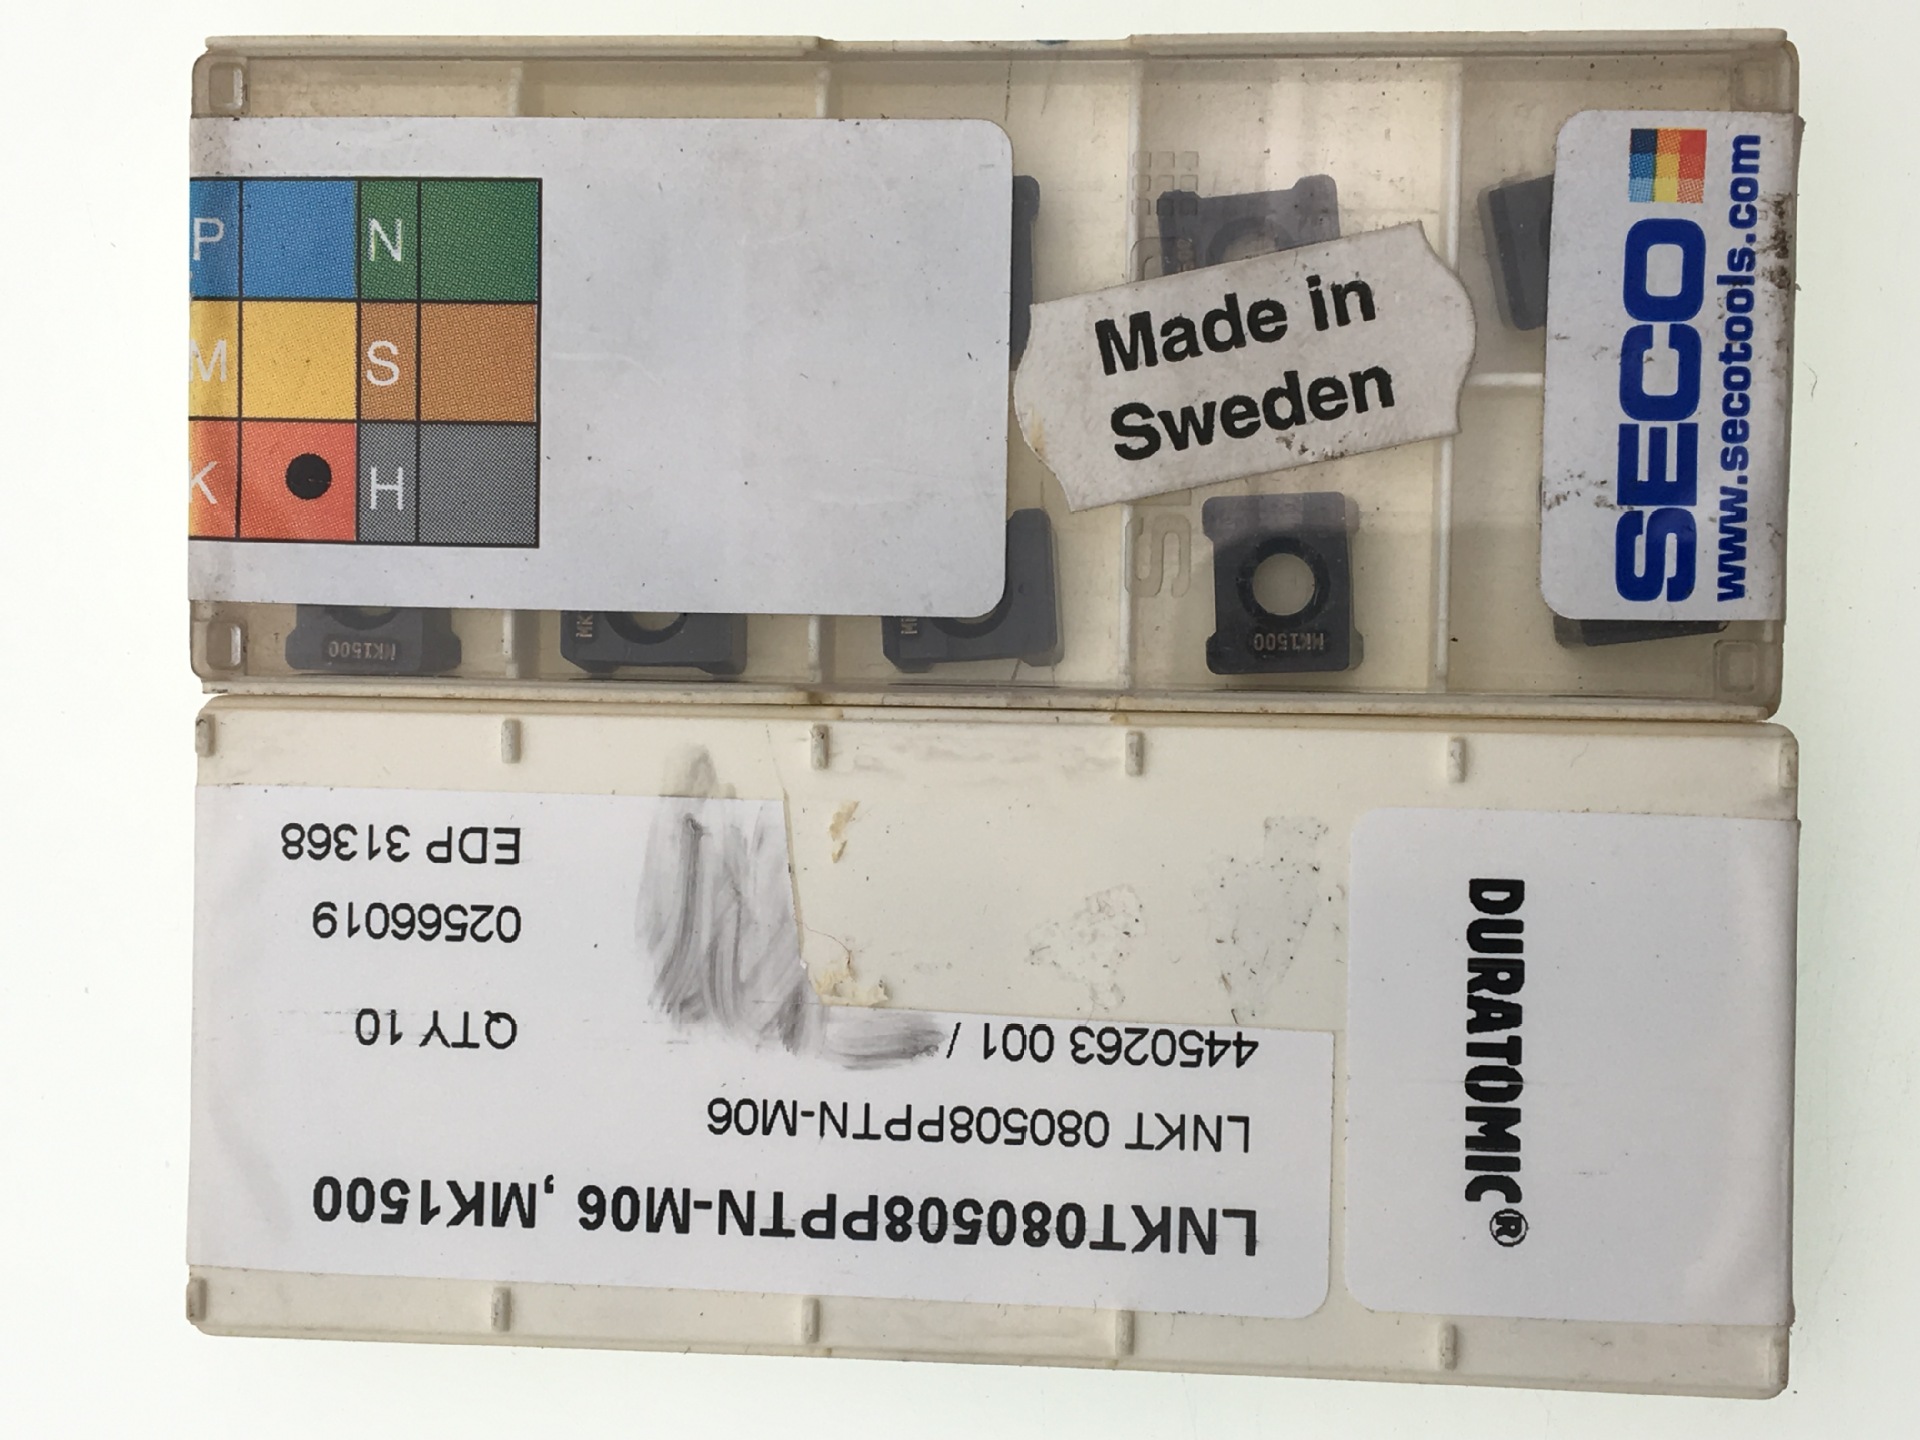 P N
M S
K H
Made in
Sweden
SECO
www.secotools.com
MK1500
MK
MK1500
LNKT080508PPTN-M06 ,MK1500
LNKT 080508PPTN-M06
4450263 001 /
QTY 10
02566019
EDP 31368
DURATOMIC®